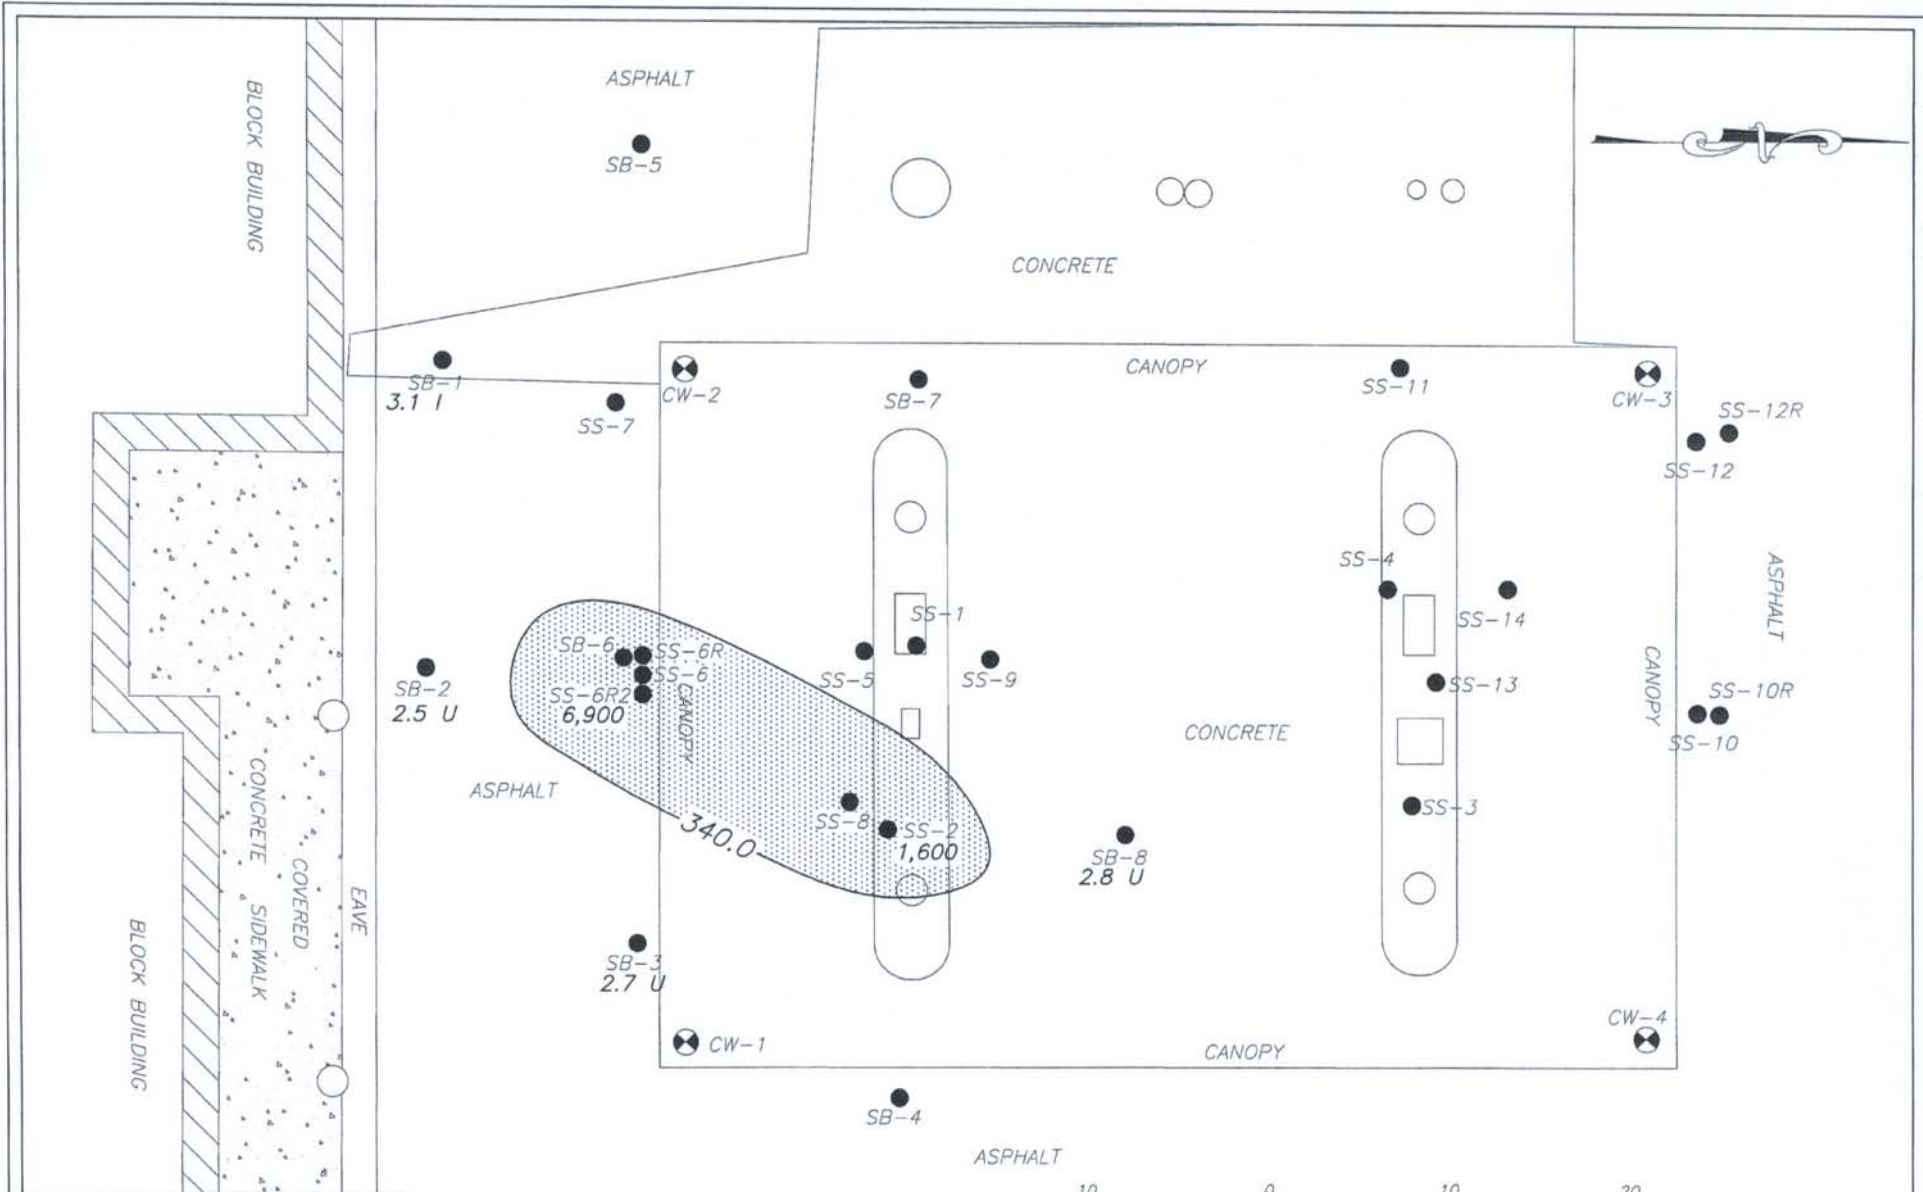 ASPHALT
BLOCK BUILDING
SB-5
CONCRETE
SB-1
3.1 I
SS-7
CW-2
SB-7
CANOPY
SS-11
CW-3
SS-12R
SS-12
SS-4
SS-14
ASPHALT
SS-1
SB-6
SS-6R
SS-6
SS-6R2
6,900
CANOPY
SS-5
SS-9
SB-2
2.5 U
SS-13
CANOPY
SS-10R
SS-10
CONCRETE
ASPHALT
340.0
SS-8
SS-2
1,600
SB-8
2.8 U
SS-3
CONCRETE SIDEWALK
COVERED
EAVE
BLOCK BUILDING
SB-3
2.7 U
CW-1
CANOPY
CW-4
SB-4
ASPHALT
10 0 10 20